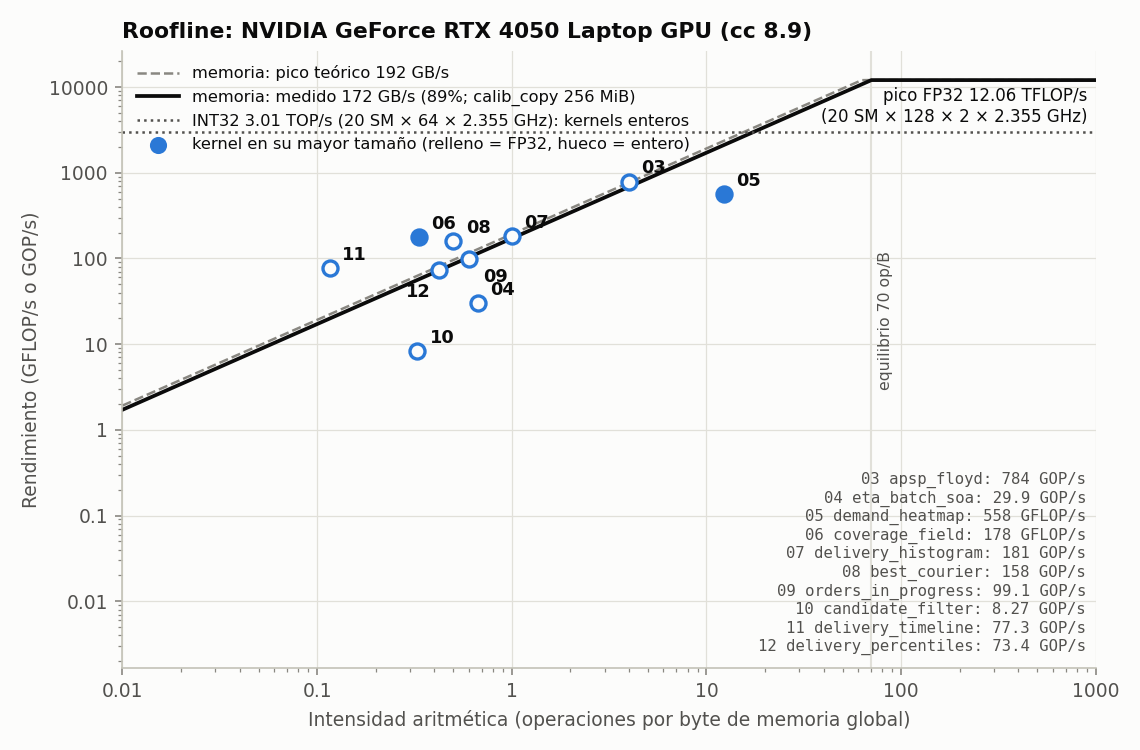 Roofline: NVIDIA GeForce RTX 4050 Laptop GPU (cc 8.9)
memoria: pico teórico 192 GB/s
memoria: medido 172 GB/s (89%; calib_copy 256 MiB)
INT32 3.01 TOP/s (20 SM × 64 × 2.355 GHz): kernels enteros
kernel en su mayor tamaño (relleno = FP32, hueco = entero)
pico FP32 12.06 TFLOP/s
(20 SM × 128 × 2 × 2.355 GHz)
Rendimiento (GFLOP/s o GOP/s)
10000
1000
100
10
1
0.1
0.01
03
05
06
08
07
11
09
04
12
10
equilibrio 70 op/B
03 apsp_floyd: 784 GOP/s
04 eta_batch_soa: 29.9 GOP/s
05 demand_heatmap: 558 GFLOP/s
06 coverage_field: 178 GFLOP/s
07 delivery_histogram: 181 GOP/s
08 best_courier: 158 GOP/s
09 orders_in_progress: 99.1 GOP/s
10 candidate_filter: 8.27 GOP/s
11 delivery_timeline: 77.3 GOP/s
12 delivery_percentiles: 73.4 GOP/s
0.01
0.1
1
10
100
1000
Intensidad aritmética (operaciones por byte de memoria global)